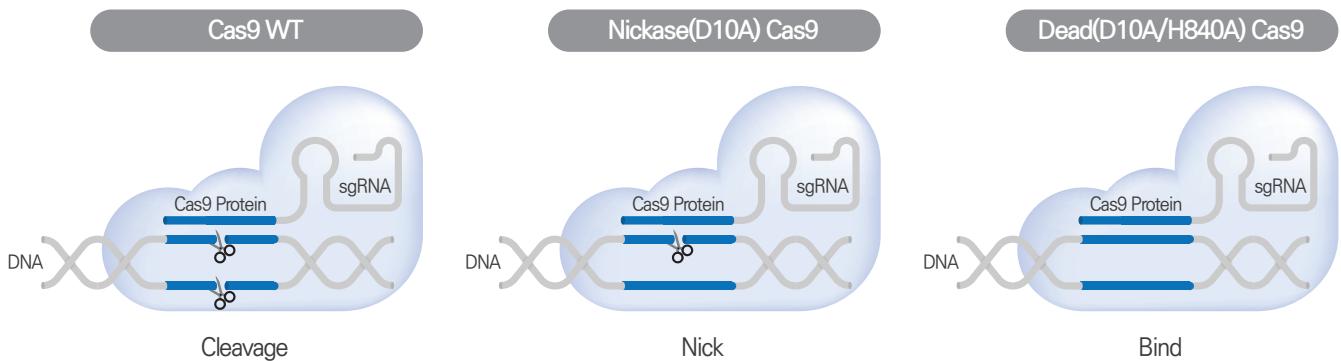 Cas9 WT
Nickase(D10A) Cas9
Dead(D10A/H840A) Cas9
sgRNA
Cas9 Protein
DNA
sgRNA
Cas9 Protein
DNA
sgRNA
Cas9 Protein
DNA
Cleavage
Nick
Bind